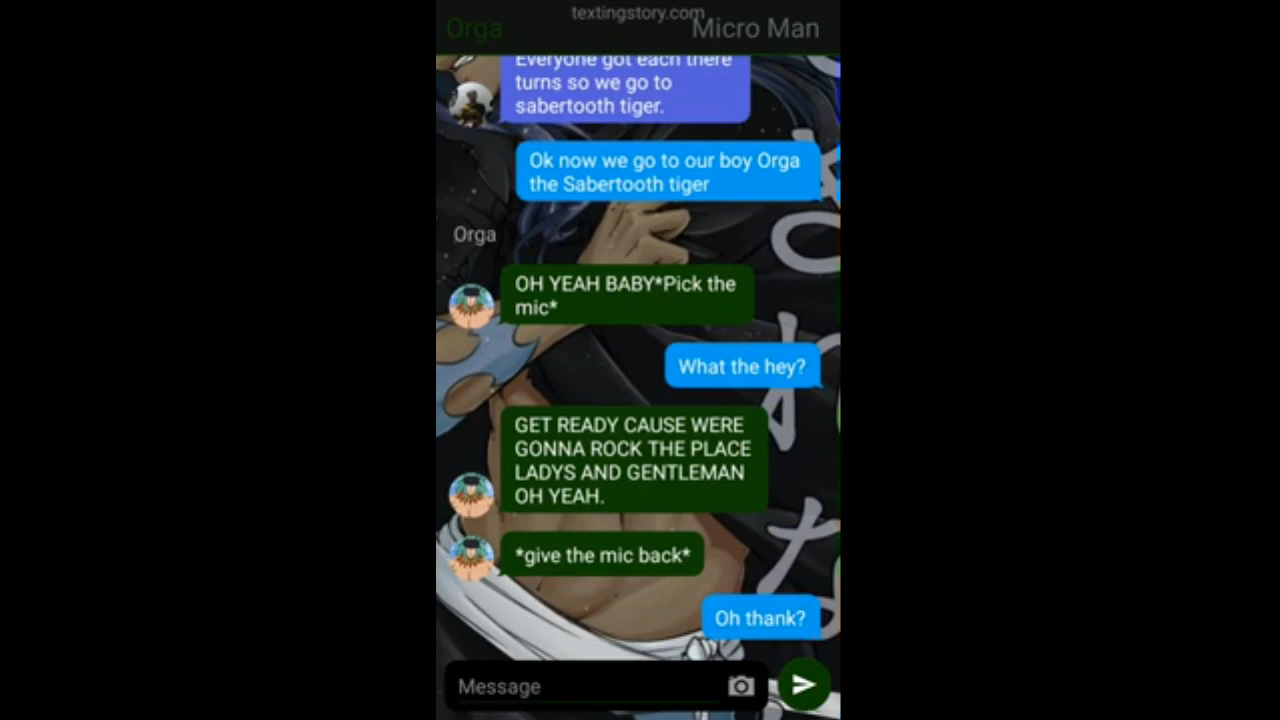 textingstory.com
Orga
Micro Man
Everyone got each there
turns so we go to
sabertooth tiger.
Ok now we go to our boy Orga
the Sabertooth tiger
Orga
OH YEAH BABY*Pick the
mic*
What the hey?
GET READY CAUSE WERE
GONNA ROCK THE PLACE
LADYS AND GENTLEMAN
OH YEAH.
*give the mic back*
Oh thank?
Message